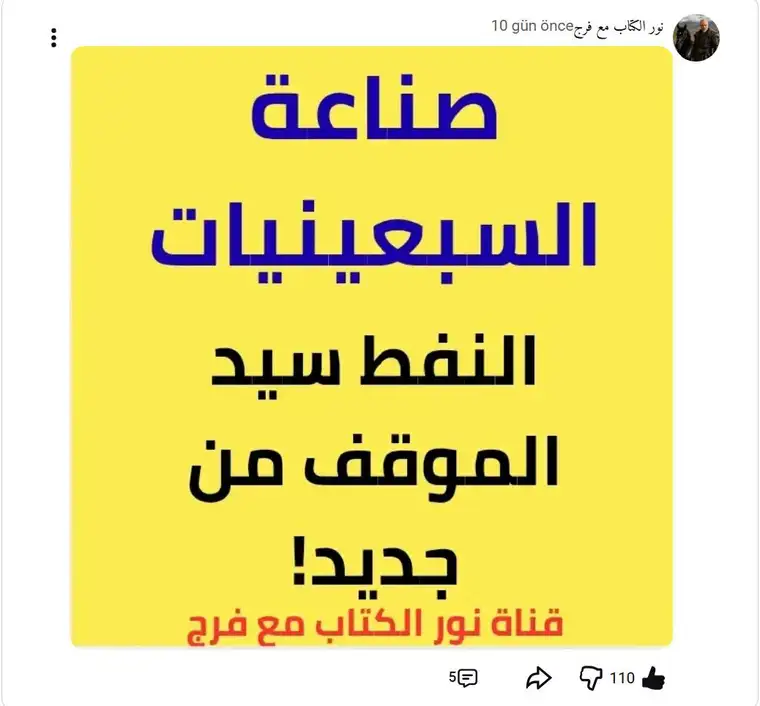 نور الكتاب مع فرج 10 gün önce
صناعة
السبعينيات
النفط سيد
الموقف من
جديد!
قناة نور الكتاب مع فرج
110
5